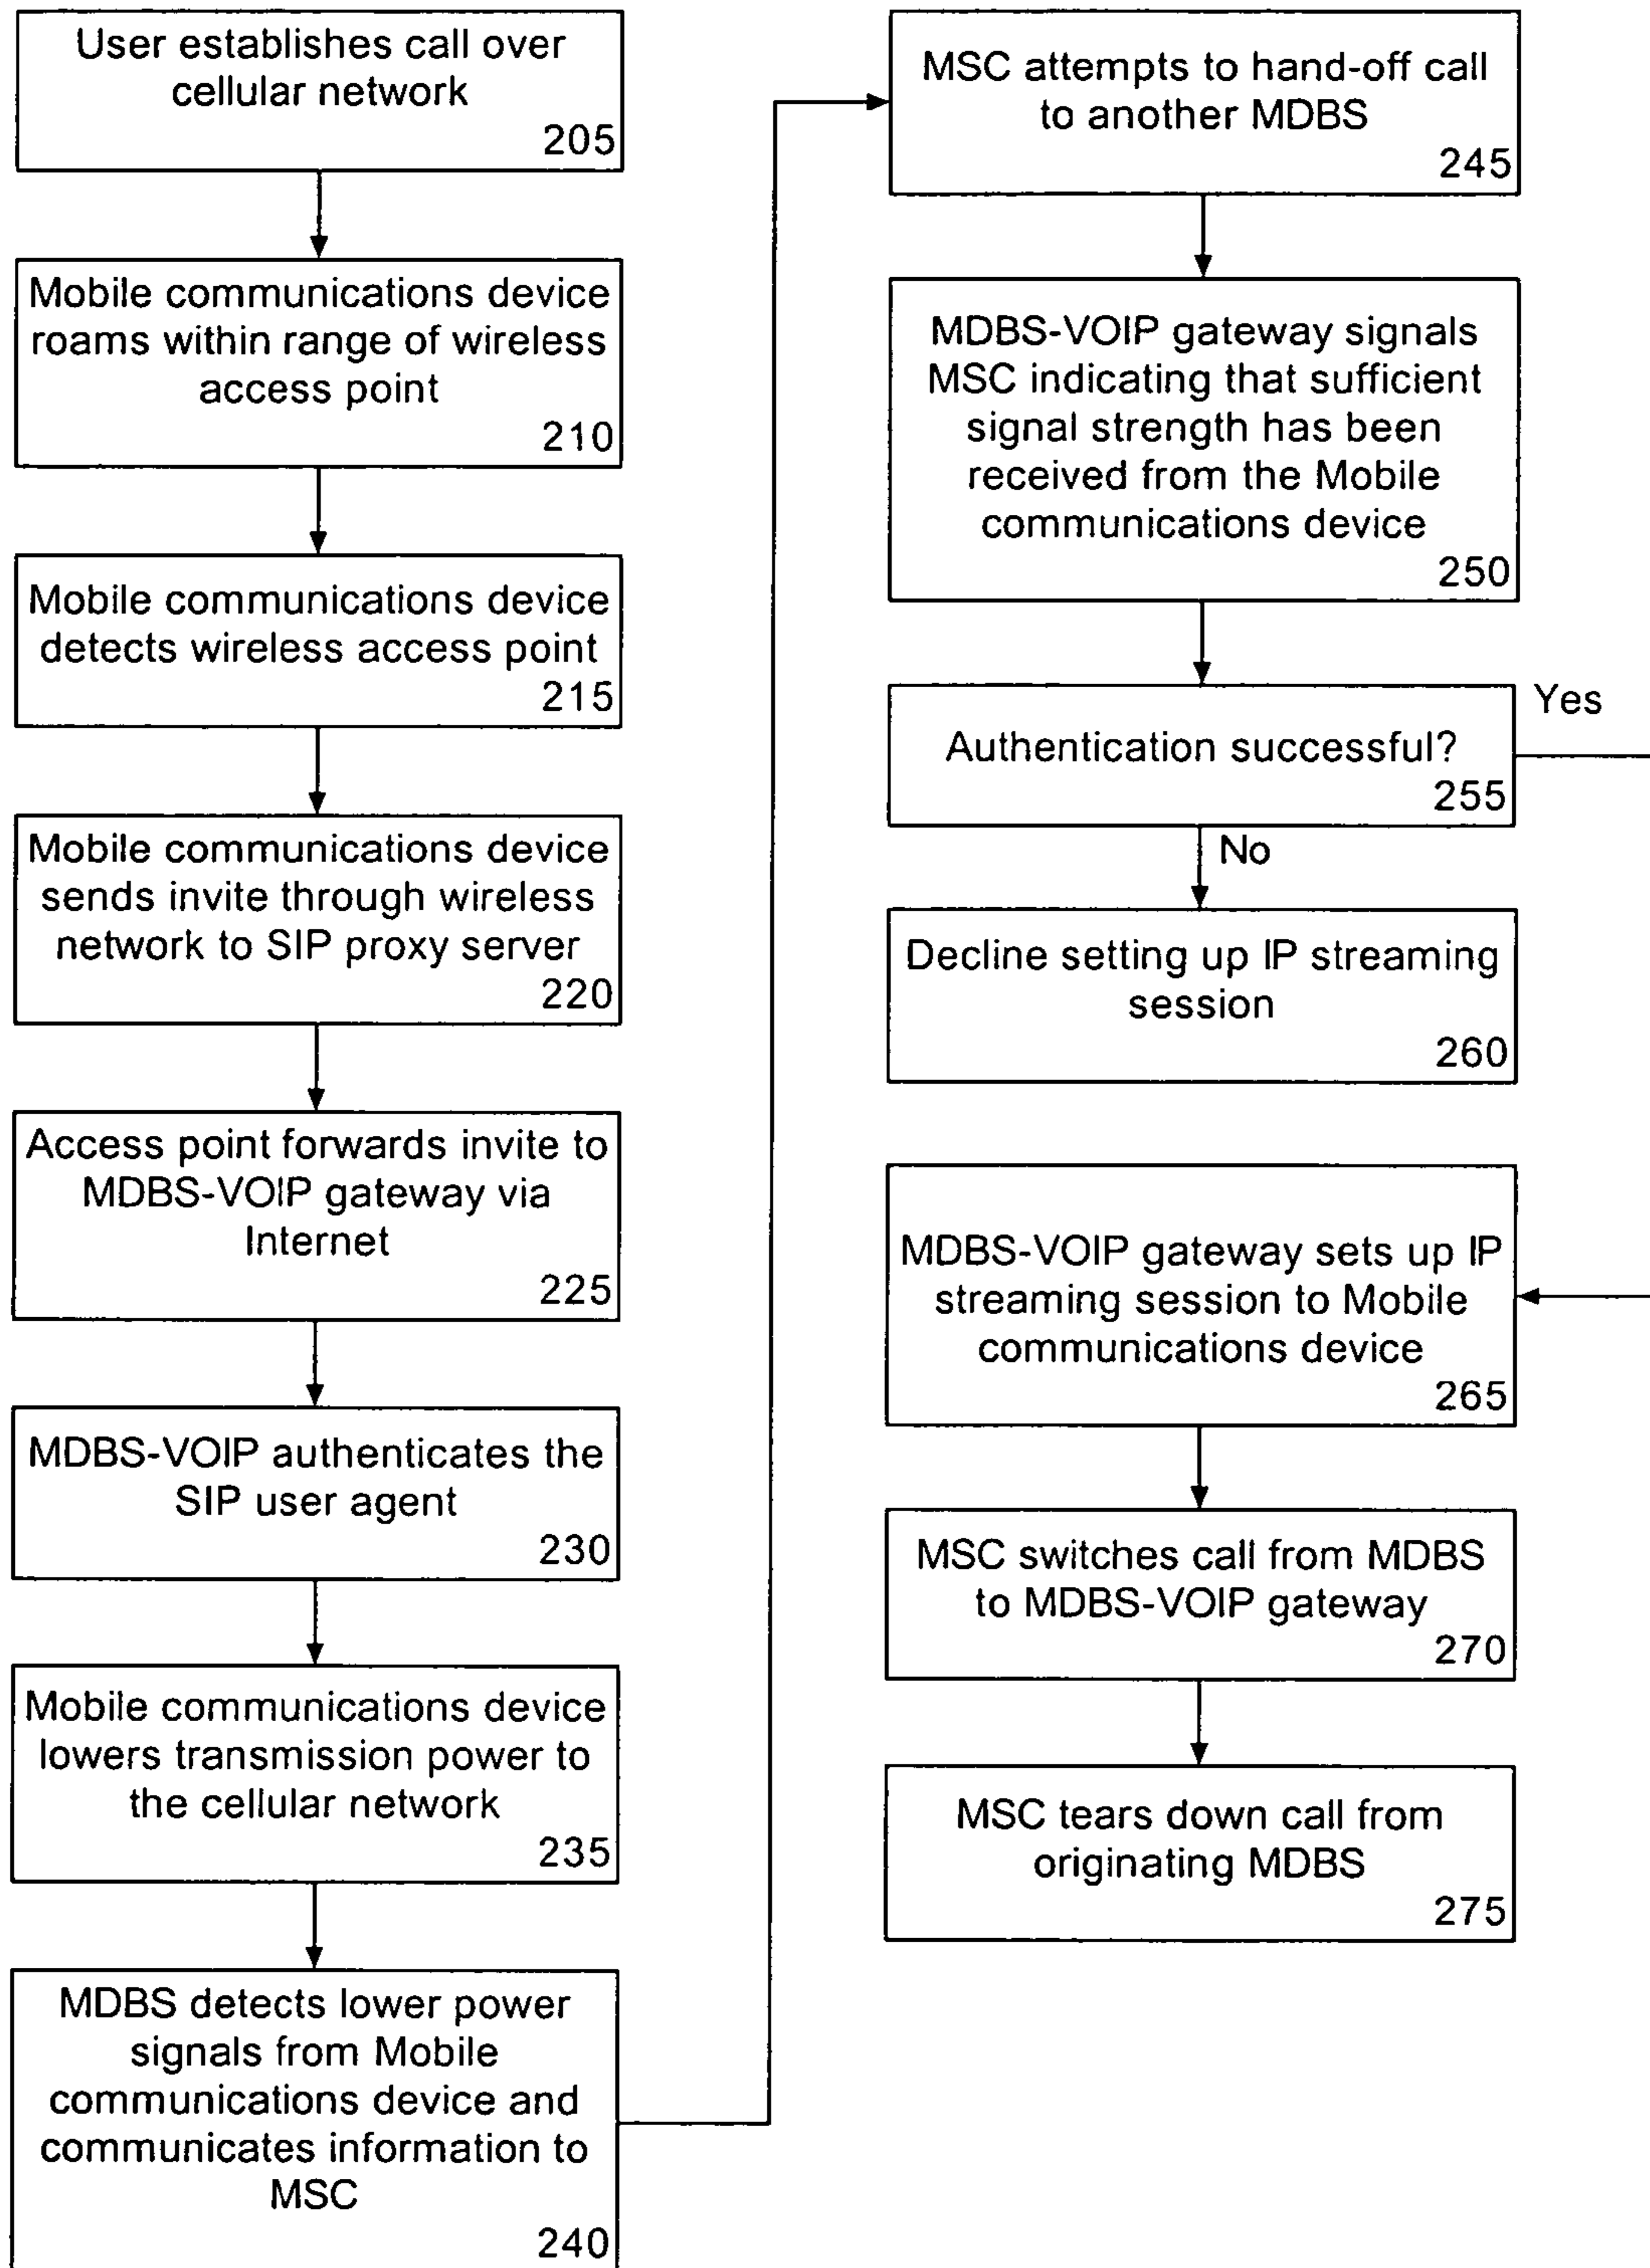 User establishes call over
cellular network
205
Mobile communications device
roams within range of wireless
access point
210
Mobile communications device
detects wireless access point
215
Mobile communications device
sends invite through wireless
network to SIP proxy server
220
Access point forwards invite to
MDBS-VOIP gateway via
Internet
225
MDBS-VOIP authenticates the
SIP user agent
230
Mobile communications device
lowers transmission power to
the cellular network
235
MDBS detects lower power
signals from Mobile
communications device and
communicates information to
MSC
240
MSC attempts to hand-off call
to another MDBS
245
MDBS-VOIP gateway signals
MSC indicating that sufficient
signal strength has been
received from the Mobile
communications device
250
Yes
Authentication successful?
255
No
Decline setting up IP streaming
session
260
MDBS-VOIP gateway sets up IP
streaming session to Mobile
communications device
265
MSC switches call from MDBS
to MDBS-VOIP gateway
270
MSC tears down call from
originating MDBS
275